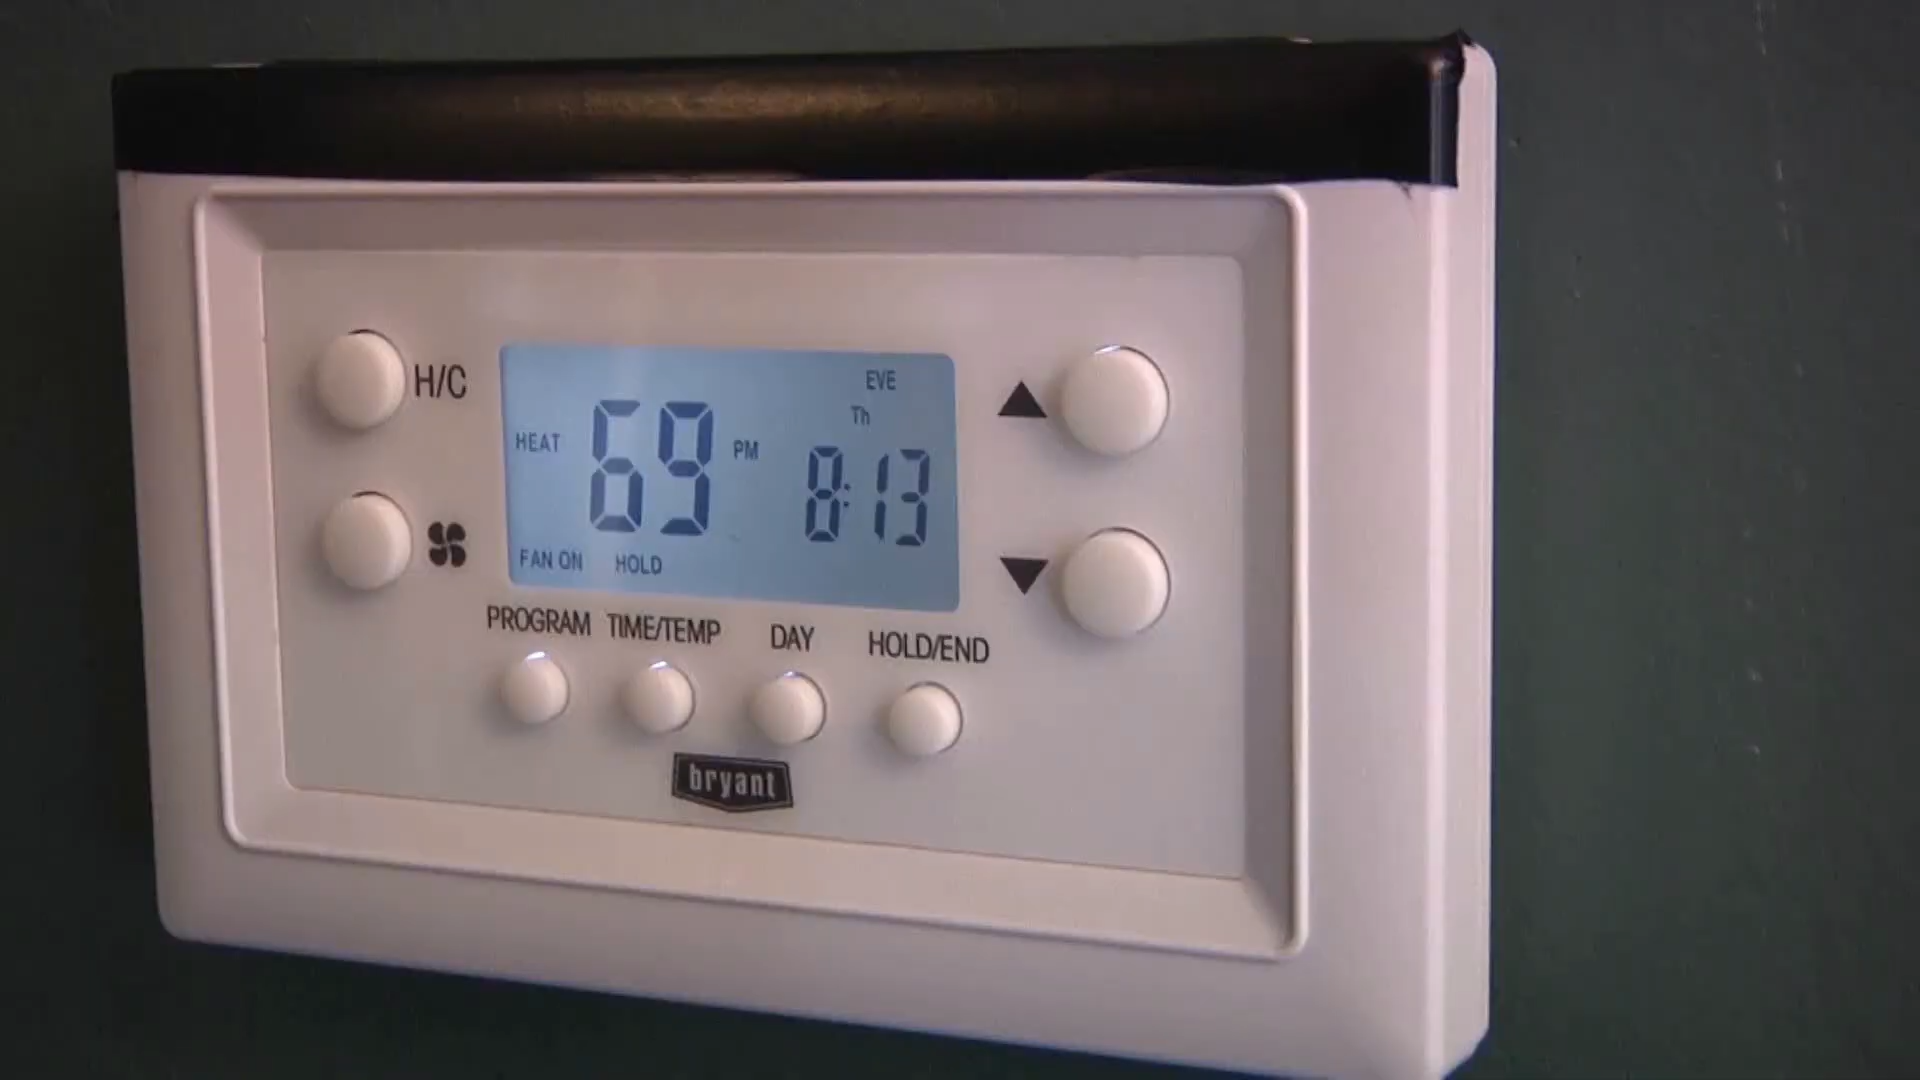 H/C
EVE
Th
HEAT 69 PM 8:13
FAN ON HOLD
PROGRAM TIME/TEMP DAY HOLD/END
bryant